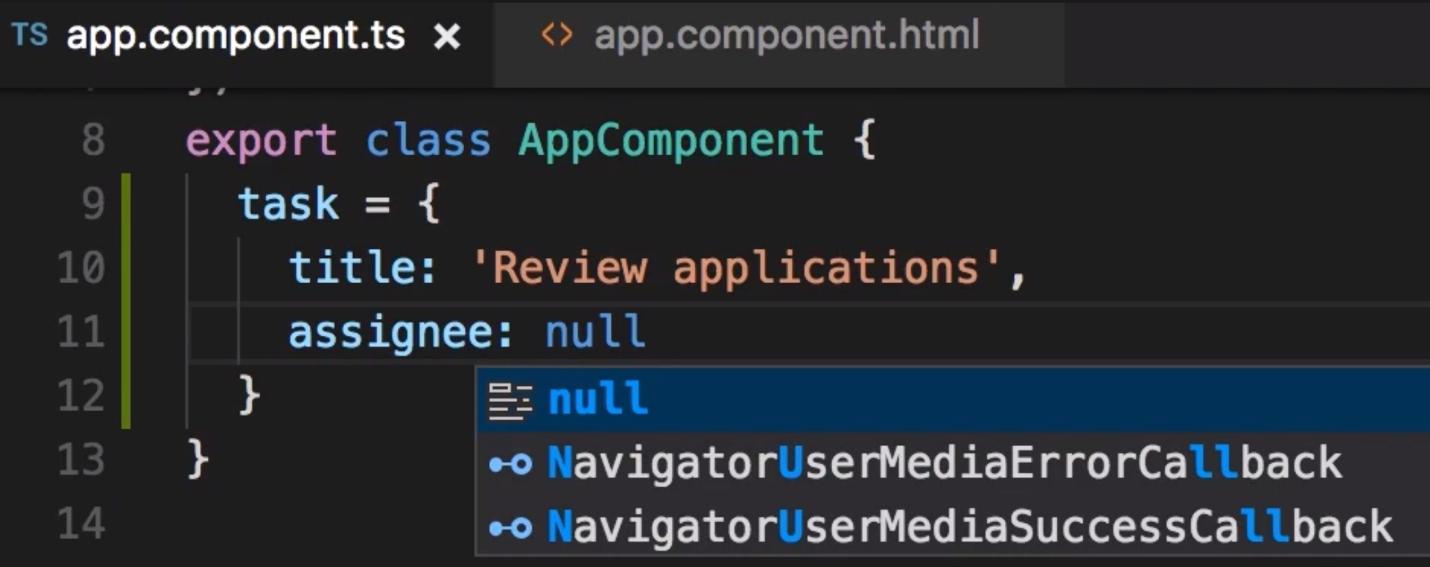 TS app.component.ts × <> app.component.html
8 export class AppComponent {
9 task = {
10 title: 'Review applications',
11 assignee: null
12 }
13 }
14
null
NavigatorUserMediaErrorCallback
NavigatorUserMediaSuccessCallback